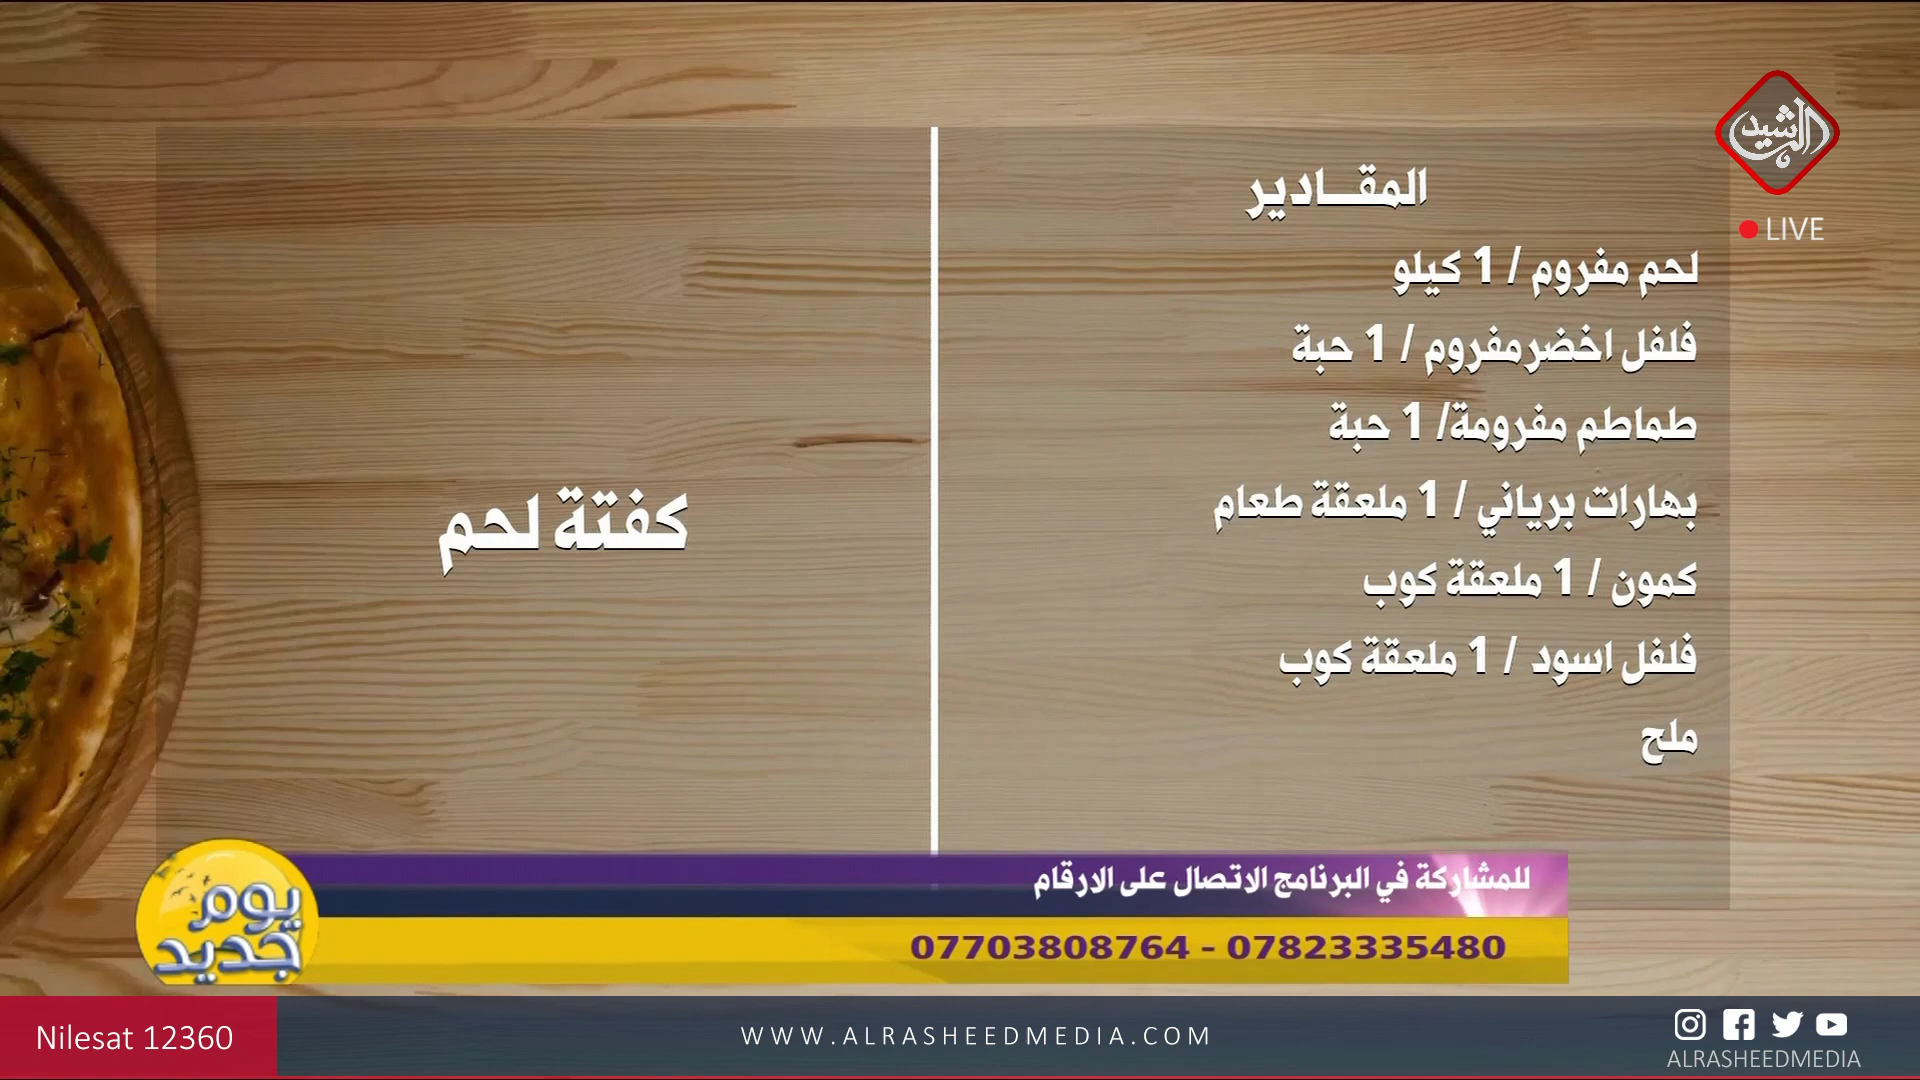 الرشيد
LIVE
المقـــادير
لحم مفروم / 1 كيلو
فلفل اخضرمفروم / 1 حبة
طماطم مفرومة/ 1 حبة
بهارات برياني / 1 ملعقة طعام
كمون / 1 ملعقة كوب
فلفل اسود / 1 ملعقة كوب
ملح
كفتة لحم
للمشاركة في البرنامج الاتصال على الارقام
07703808764 - 07823335480
يوم
جديد
Nilesat 12360
WWW.ALRASHEEDMEDIA.COM
ALRASHEEDMEDIA